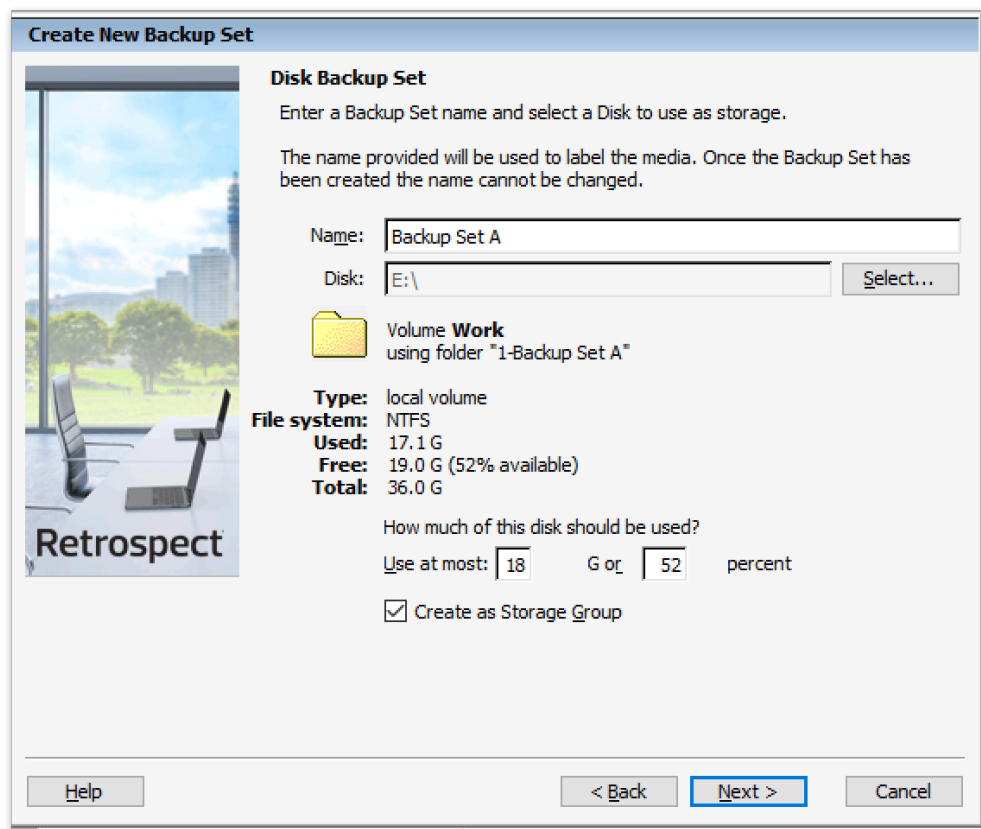 Create New Backup Set
Disk Backup Set
Enter a Backup Set name and select a Disk to use as storage.
The name provided will be used to label the media. Once the Backup Set has
been created the name cannot be changed.
Name: Backup Set A
Disk: E:\ Select...
Volume Work
using folder "1-Backup Set A"
Type: local volume
File system: NTFS
Used: 17.1 G
Free: 19.0 G (52% available)
Total: 36.0 G
How much of this disk should be used?
Use at most: 18 G or 52 percent
Create as Storage Group
Retrospect
Help < Back Next > Cancel